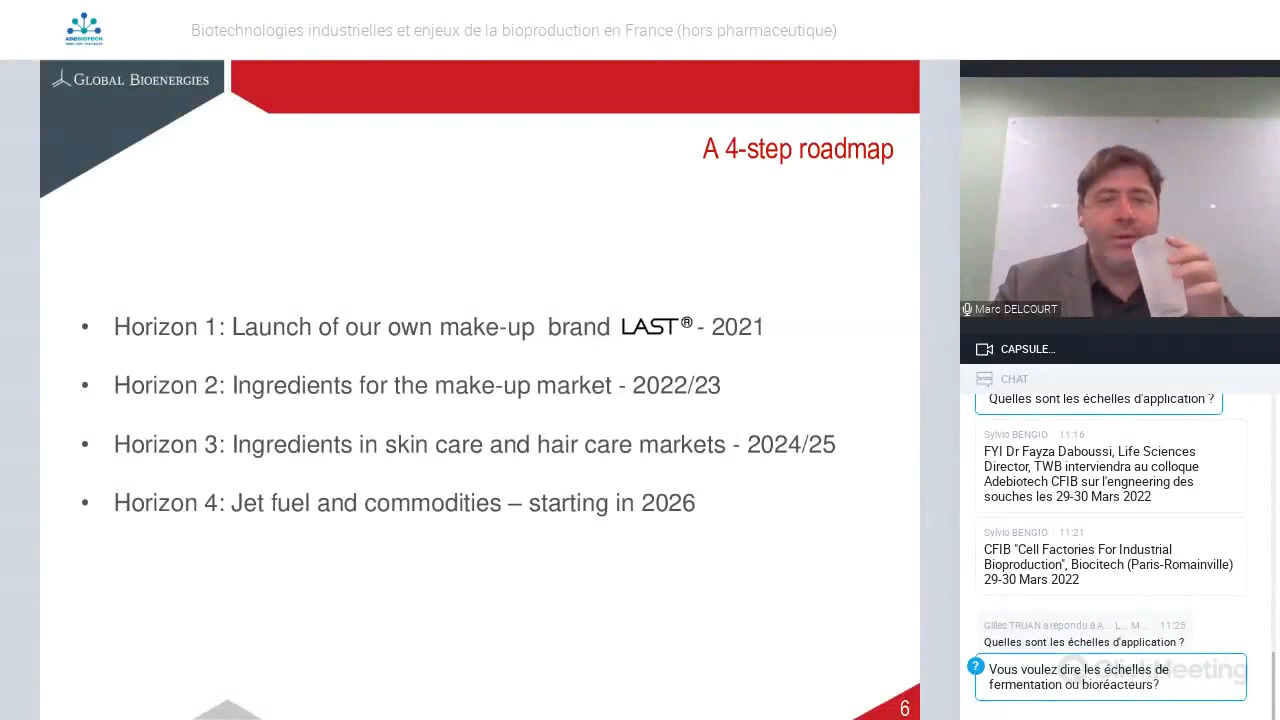 ADEBIOTECH
Biotechnologies industrielles et enjeux de la bioproduction en France (hors pharmaceutique)
GLOBAL BIOENERGIES
A 4-step roadmap
• Horizon 1: Launch of our own make-up brand LAST® - 2021
• Horizon 2: Ingredients for the make-up market - 2022/23
• Horizon 3: Ingredients in skin care and hair care markets - 2024/25
• Horizon 4: Jet fuel and commodities – starting in 2026
6
Marc DELCOURT
CAPSULE...
CHAT
Quelles sont les échelles d'application ?
Sylvio BENGIO 11:16
FYI Dr Fayza Daboussi, Life Sciences
Director, TWB interviendra au colloque
Adebiotech CFIB sur l'engneering des
souches les 29-30 Mars 2022
Sylvio BENGIO 11:21
CFIB "Cell Factories For Industrial
Bioproduction", Biocitech (Paris-Romainville)
29-30 Mars 2022
Gilles TRUAN a répondu à A... L... M... 11:25
Quelles sont les échelles d'application ?
? Vous voulez dire les échelles de
fermentation ou bioréacteurs?
ClickMeeting